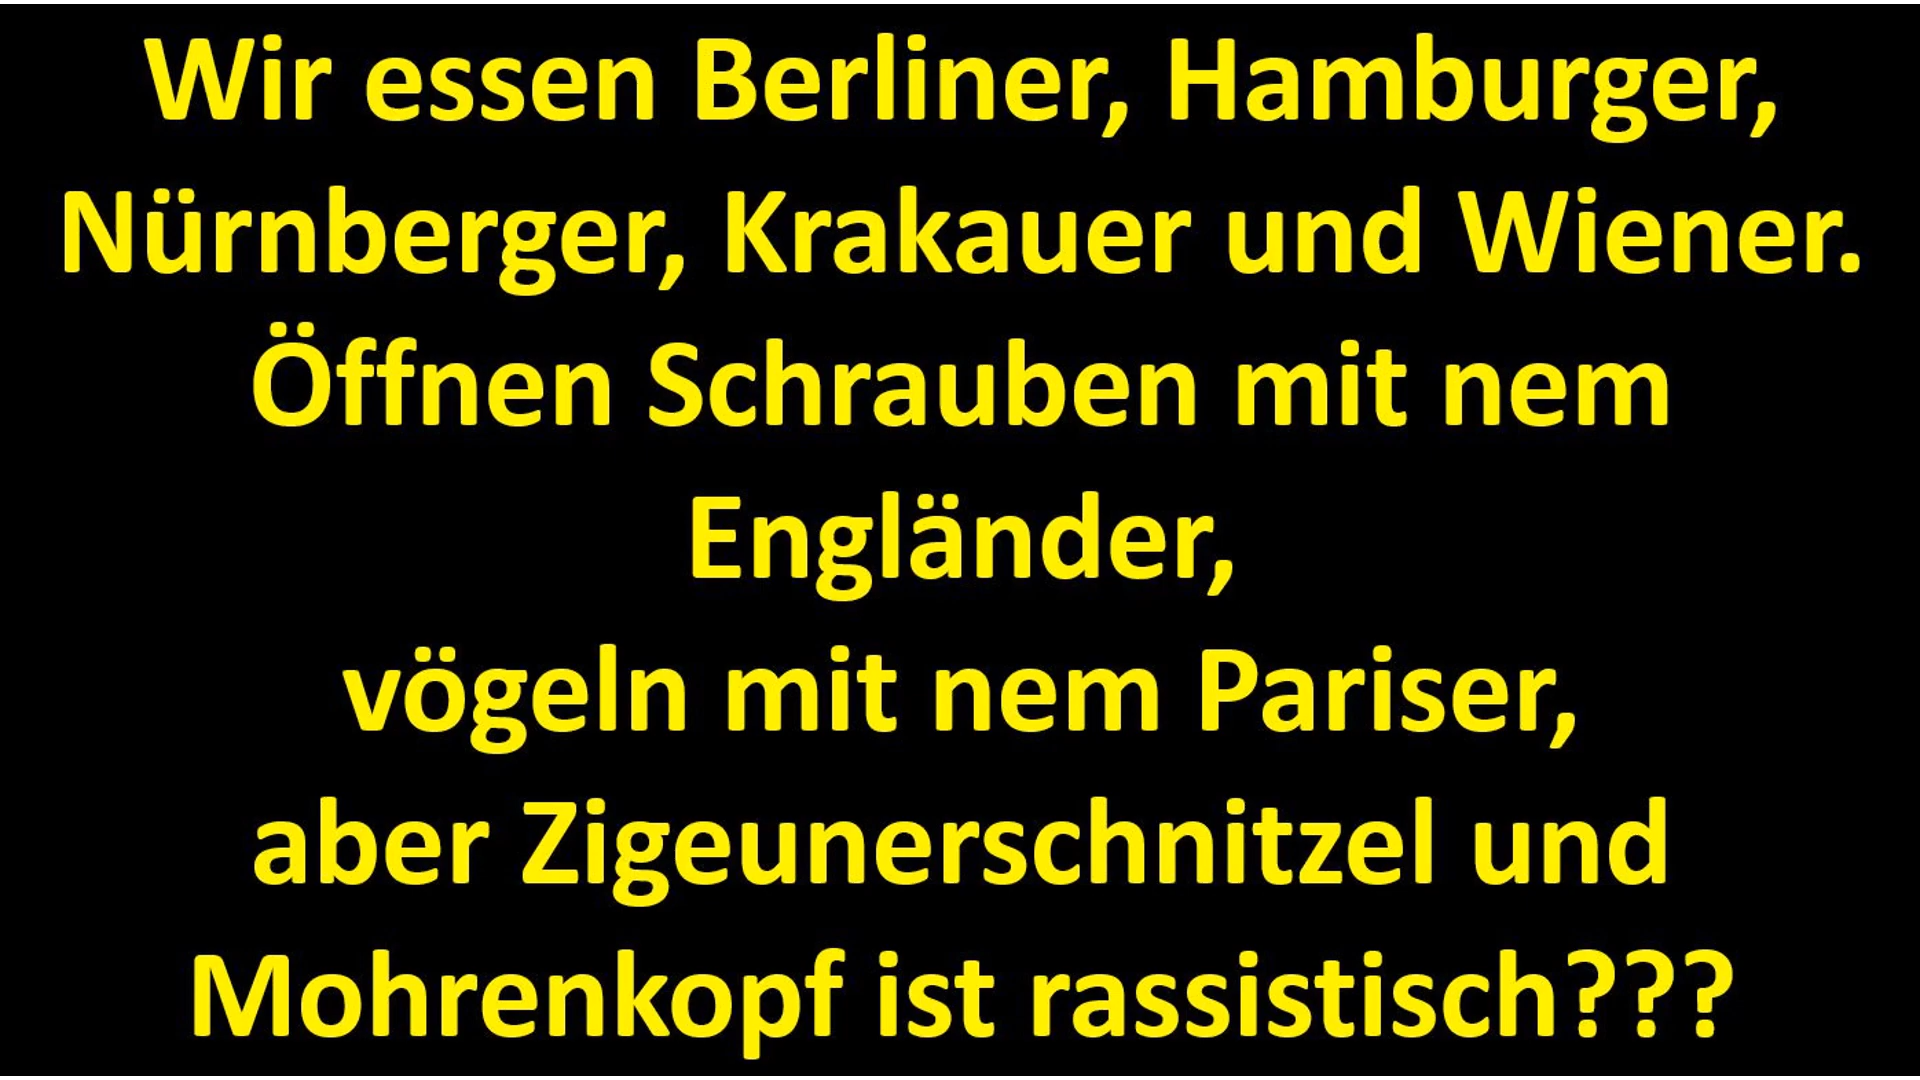 Wir essen Berliner, Hamburger,
Nürnberger, Krakauer und Wiener.
Öffnen Schrauben mit nem
Engländer,
vögeln mit nem Pariser,
aber Zigeunerschnitzel und
Mohrenkopf ist rassistisch???